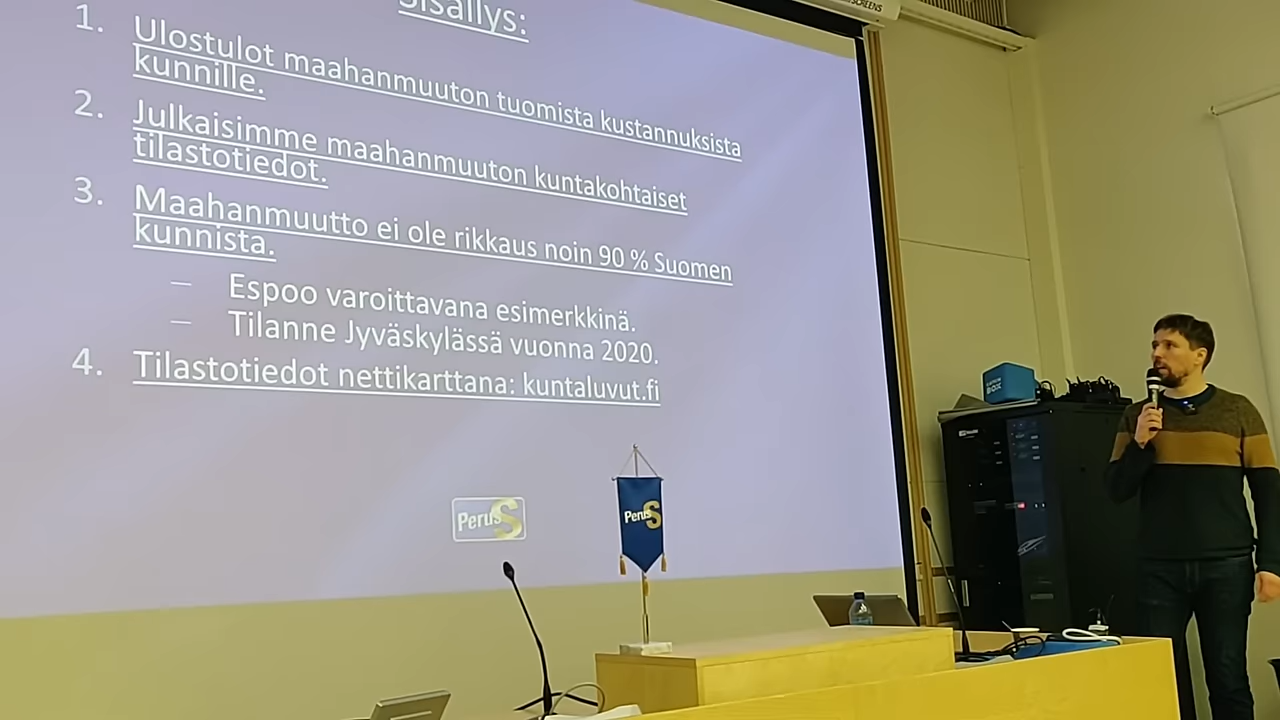 Sisällys:
1. Ulostulot maahanmuuton tuomista kustannuksista
kunnille.
2. Julkaisimme maahanmuuton kuntakohtaiset
tilastotiedot.
3. Maahanmuutto ei ole rikkaus noin 90 % Suomen
kunnista.
– Espoo varoittavana esimerkkinä.
– Tilanne Jyväskylässä vuonna 2020.
4. Tilastotiedot nettikarttana: kuntaluvut.fi
PerusS
PerusS
BOX
SCREENS